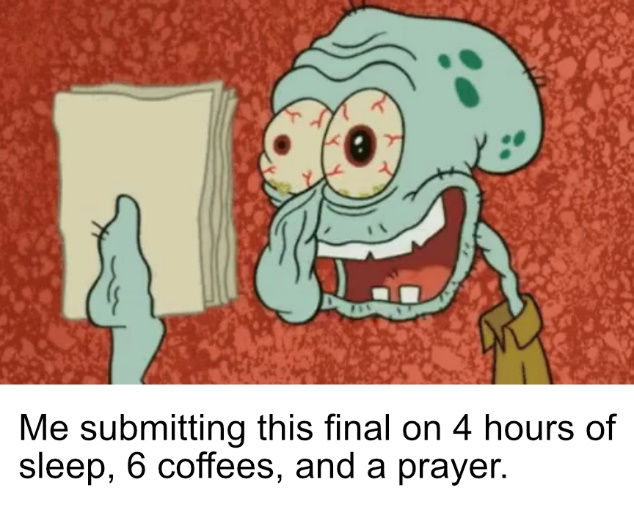 Me submitting this final on 4 hours of
sleep, 6 coffees, and a prayer.